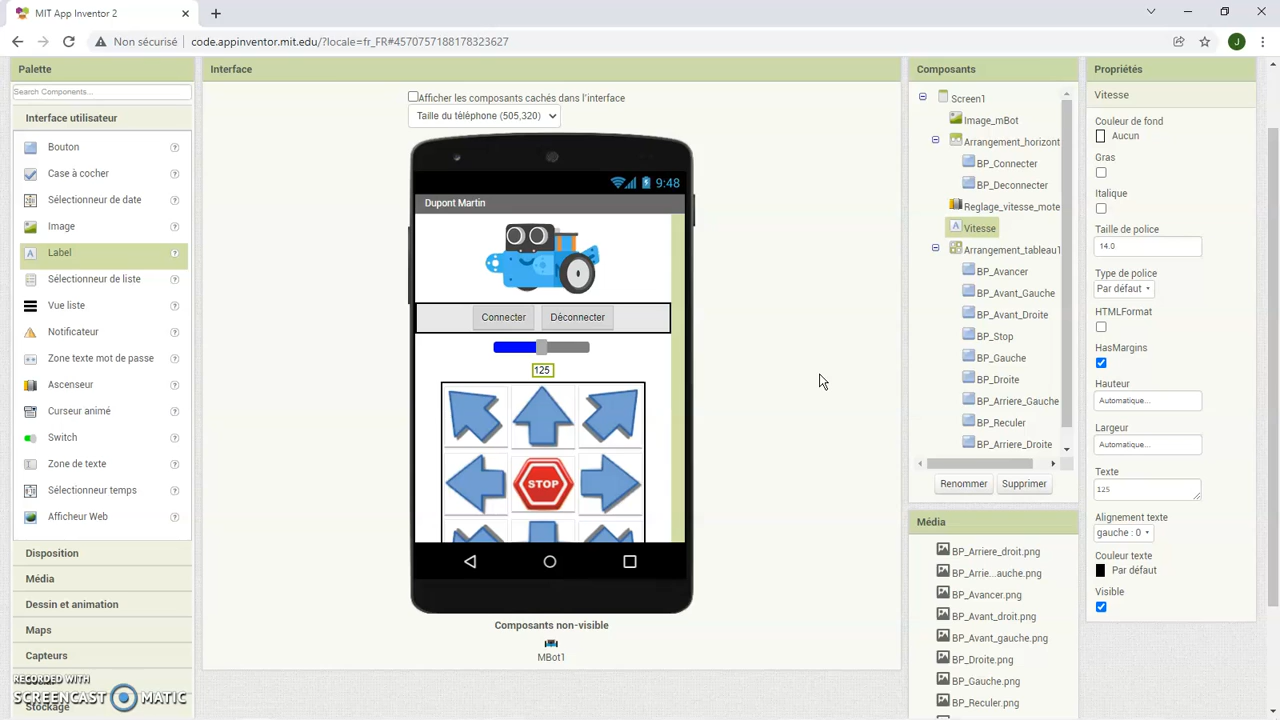 MIT App Inventor 2
Non sécurisé
code.appinventor.mit.edu/?locale=fr_FR#4570757188178323627
J
Palette
Search Components...
Interface utilisateur
Bouton
Case à cocher
Sélectionneur de date
Image
Label
Sélectionneur de liste
Vue liste
Notificateur
Zone texte mot de passe
Ascenseur
Curseur animé
Switch
Zone de texte
Sélectionneur temps
Afficheur Web
Disposition
Média
Dessin et animation
Maps
Capteurs
Stockage
RECORDED WITH
SCREENCAST MATIC
Interface
Afficher les composants cachés dans l'interface
Taille du téléphone (505,320)
9:48
Dupont Martin
Connecter
Déconnecter
125
STOP
Composants non-visible
MBot1
Composants
Screen1
Image_mBot
Arrangement_horizont
BP_Connecter
BP_Deconnecter
Reglage_vitesse_mote
Vitesse
Arrangement_tableau1
BP_Avancer
BP_Avant_Gauche
BP_Avant_Droite
BP_Stop
BP_Gauche
BP_Droite
BP_Arriere_Gauche
BP_Reculer
BP_Arriere_Droite
Renommer
Supprimer
Média
BP_Arriere_droit.png
BP_Arrie...auche.png
BP_Avancer.png
BP_Avant_droit.png
BP_Avant_gauche.png
BP_Droite.png
BP_Gauche.png
BP_Reculer.png
Propriétés
Vitesse
Couleur de fond
Aucun
Gras
Italique
Taille de police
14.0
Type de police
Par défaut
HTMLFormat
HasMargins
Hauteur
Automatique...
Largeur
Automatique...
Texte
125
Alignement texte
gauche : 0
Couleur texte
Par défaut
Visible